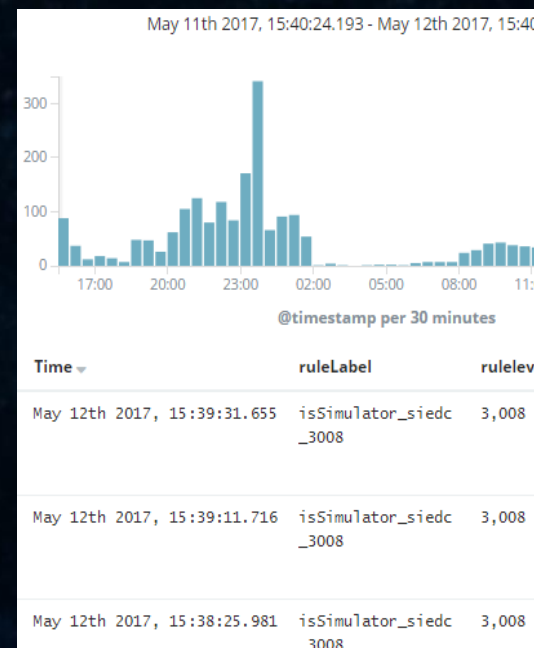 May 11th 2017, 15:40:24.193 - May 12th 2017, 15:40
300
200
100
0
17:00 20:00 23:00 02:00 05:00 08:00 11:
@timestamp per 30 minutes
Time ruleLabel rulelev
May 12th 2017, 15:39:31.655 isSimulator_siedc 3,008
_3008
May 12th 2017, 15:39:11.716 isSimulator_siedc 3,008
_3008
May 12th 2017, 15:38:25.981 isSimulator_siedc 3,008
_3008